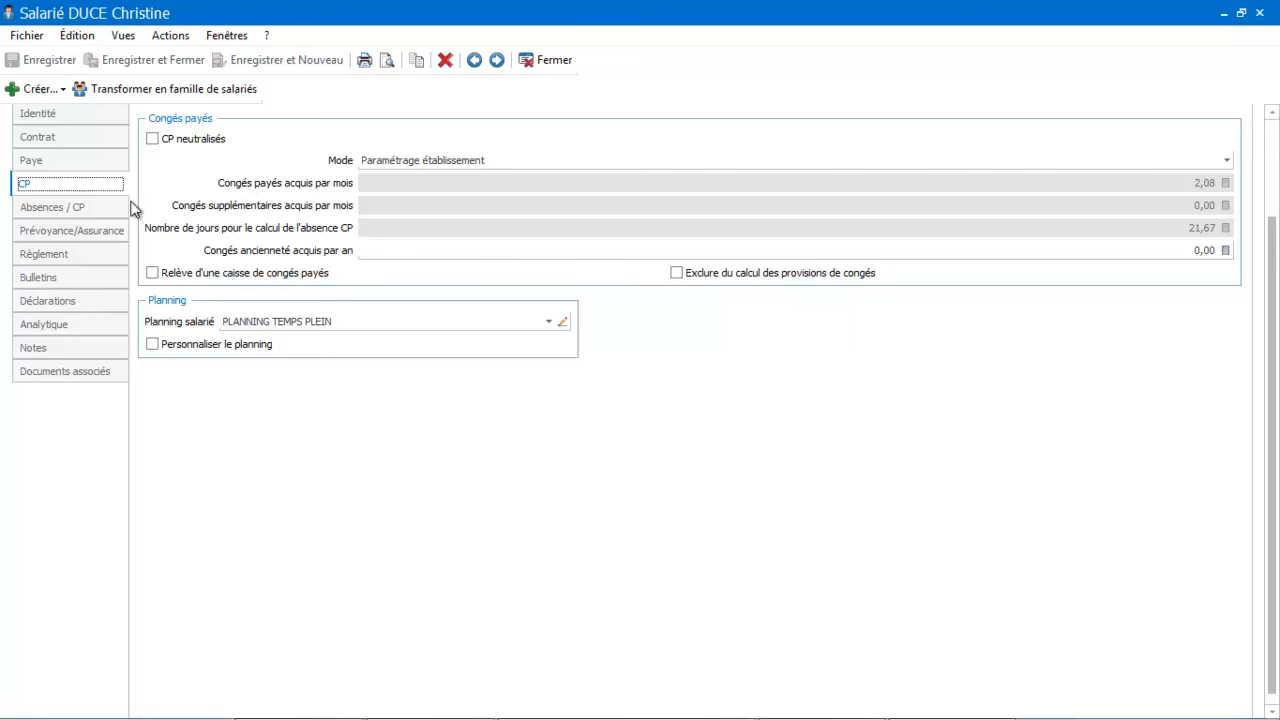 Salarié DUCE Christine
Fichier Édition Vues Actions Fenêtres ?
Enregistrer Enregistrer et Fermer Enregistrer et Nouveau Fermer
Créer... Transformer en famille de salariés
Identité
Contrat
Paye
CP
Absences / CP
Prévoyance/Assurance
Règlement
Bulletins
Déclarations
Analytique
Notes
Documents associés
Congés payés
CP neutralisés
Mode Paramétrage établissement
Congés payés acquis par mois 2,08
Congés supplémentaires acquis par mois 0,00
Nombre de jours pour le calcul de l'absence CP 21,67
Congés ancienneté acquis par an 0,00
Relève d'une caisse de congés payés Exclure du calcul des provisions de congés
Planning
Planning salarié PLANNING TEMPS PLEIN
Personnaliser le planning